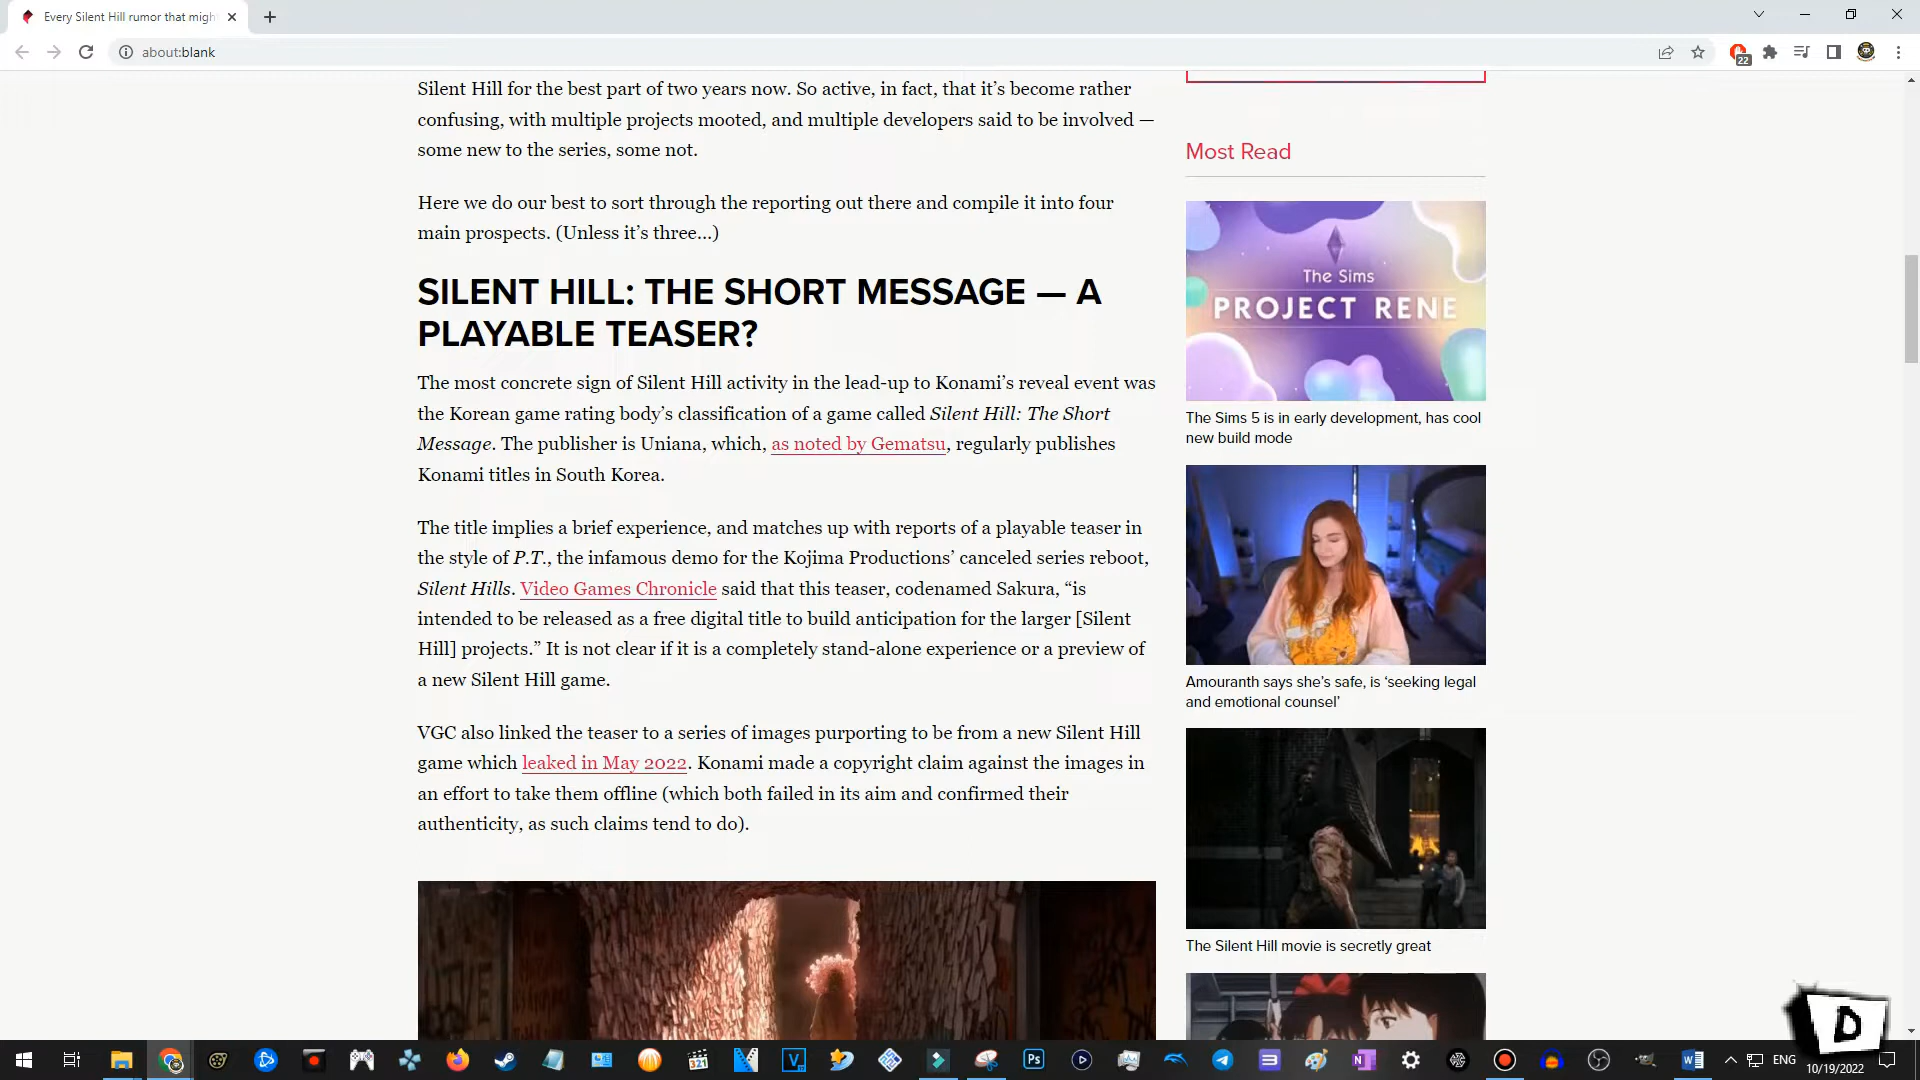 Every Silent Hill rumor that migh
about:blank
22
Silent Hill for the best part of two years now. So active, in fact, that it’s become rather
confusing, with multiple projects mooted, and multiple developers said to be involved —
some new to the series, some not.
Here we do our best to sort through the reporting out there and compile it into four
main prospects. (Unless it’s three…)
SILENT HILL: THE SHORT MESSAGE — A
PLAYABLE TEASER?
The most concrete sign of Silent Hill activity in the lead-up to Konami’s reveal event was
the Korean game rating body’s classification of a game called Silent Hill: The Short
Message. The publisher is Uniana, which, as noted by Gematsu, regularly publishes
Konami titles in South Korea.
The title implies a brief experience, and matches up with reports of a playable teaser in
the style of P.T., the infamous demo for the Kojima Productions’ canceled series reboot,
Silent Hills. Video Games Chronicle said that this teaser, codenamed Sakura, “is
intended to be released as a free digital title to build anticipation for the larger [Silent
Hill] projects.” It is not clear if it is a completely stand-alone experience or a preview of
a new Silent Hill game.
VGC also linked the teaser to a series of images purporting to be from a new Silent Hill
game which leaked in May 2022. Konami made a copyright claim against the images in
an effort to take them offline (which both failed in its aim and confirmed their
authenticity, as such claims tend to do).
Most Read
The Sims
PROJECT RENE
The Sims 5 is in early development, has cool
new build mode
Amouranth says she’s safe, is ‘seeking legal
and emotional counsel’
The Silent Hill movie is secretly great
D
321
V
Ps
N
W
ENG
10/19/2022